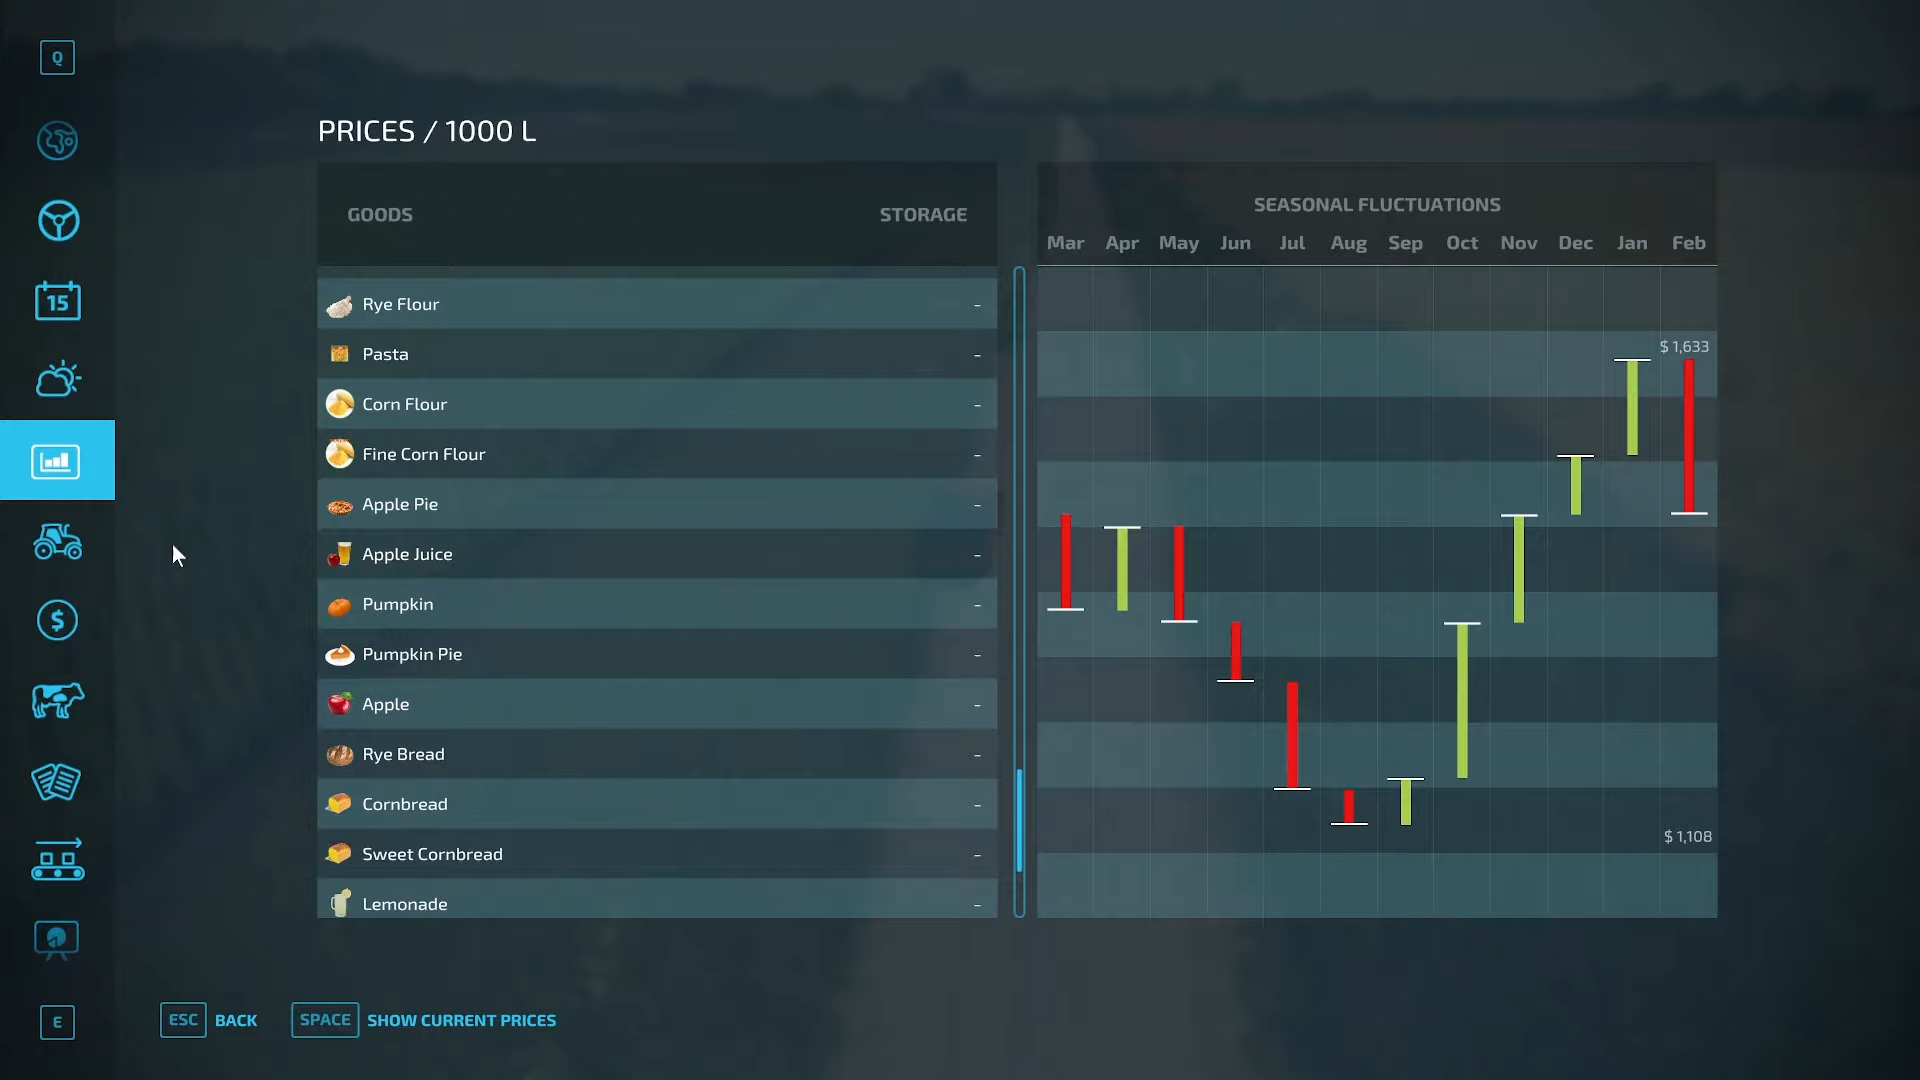 Q
PRICES / 1000 L
GOODS STORAGE
SEASONAL FLUCTUATIONS
Mar Apr May Jun Jul Aug Sep Oct Nov Dec Jan Feb
15
Rye Flour -
Pasta -
Corn Flour -
Fine Corn Flour -
Apple Pie -
Apple Juice -
Pumpkin -
Pumpkin Pie -
Apple -
Rye Bread -
Cornbread -
Sweet Cornbread -
Lemonade -
$ 1,633
$ 1,108
$
E
ESC BACK SPACE SHOW CURRENT PRICES